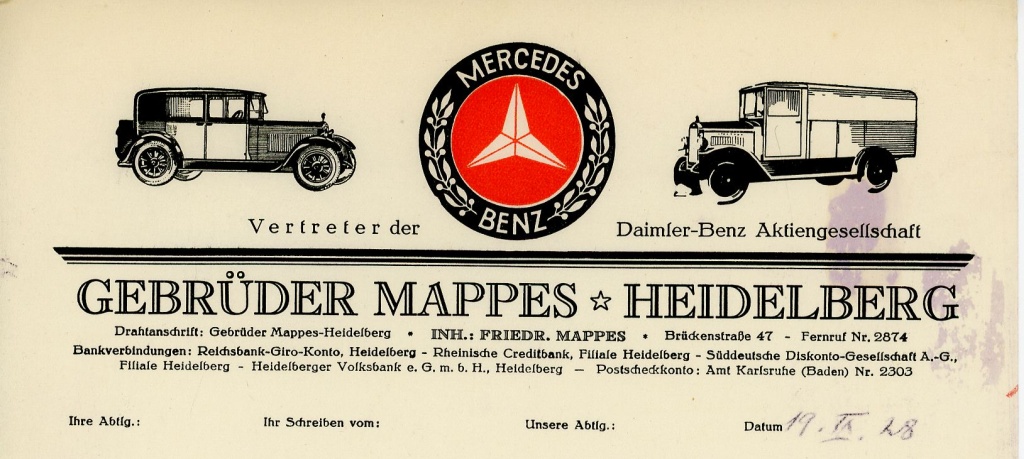 MERCEDES
BENZ
Vertreter der Daimler-Benz Aktiengesellschaft
GEBRÜDER MAPPES ☆ HEIDELBERG
Drahtanschrift: Gebrüder Mappes-Heidelberg • INH.: FRIEDR. MAPPES • Brückenstraße 47 - Fernruf Nr. 2874
Bankverbindungen: Reichsbank-Giro-Konto, Heidelberg - Rheinische Creditbank, Filiale Heidelberg - Süddeutsche Diskonto-Gesellschaft A.-G.,
Filiale Heidelberg - Heidelberger Volksbank e. G. m. b. H., Heidelberg — Postscheckkonto: Amt Karlsruhe (Baden) Nr. 2303
Ihre Abtlg.: Ihr Schreiben vom: Unsere Abtlg.: Datum 19. IX. 28